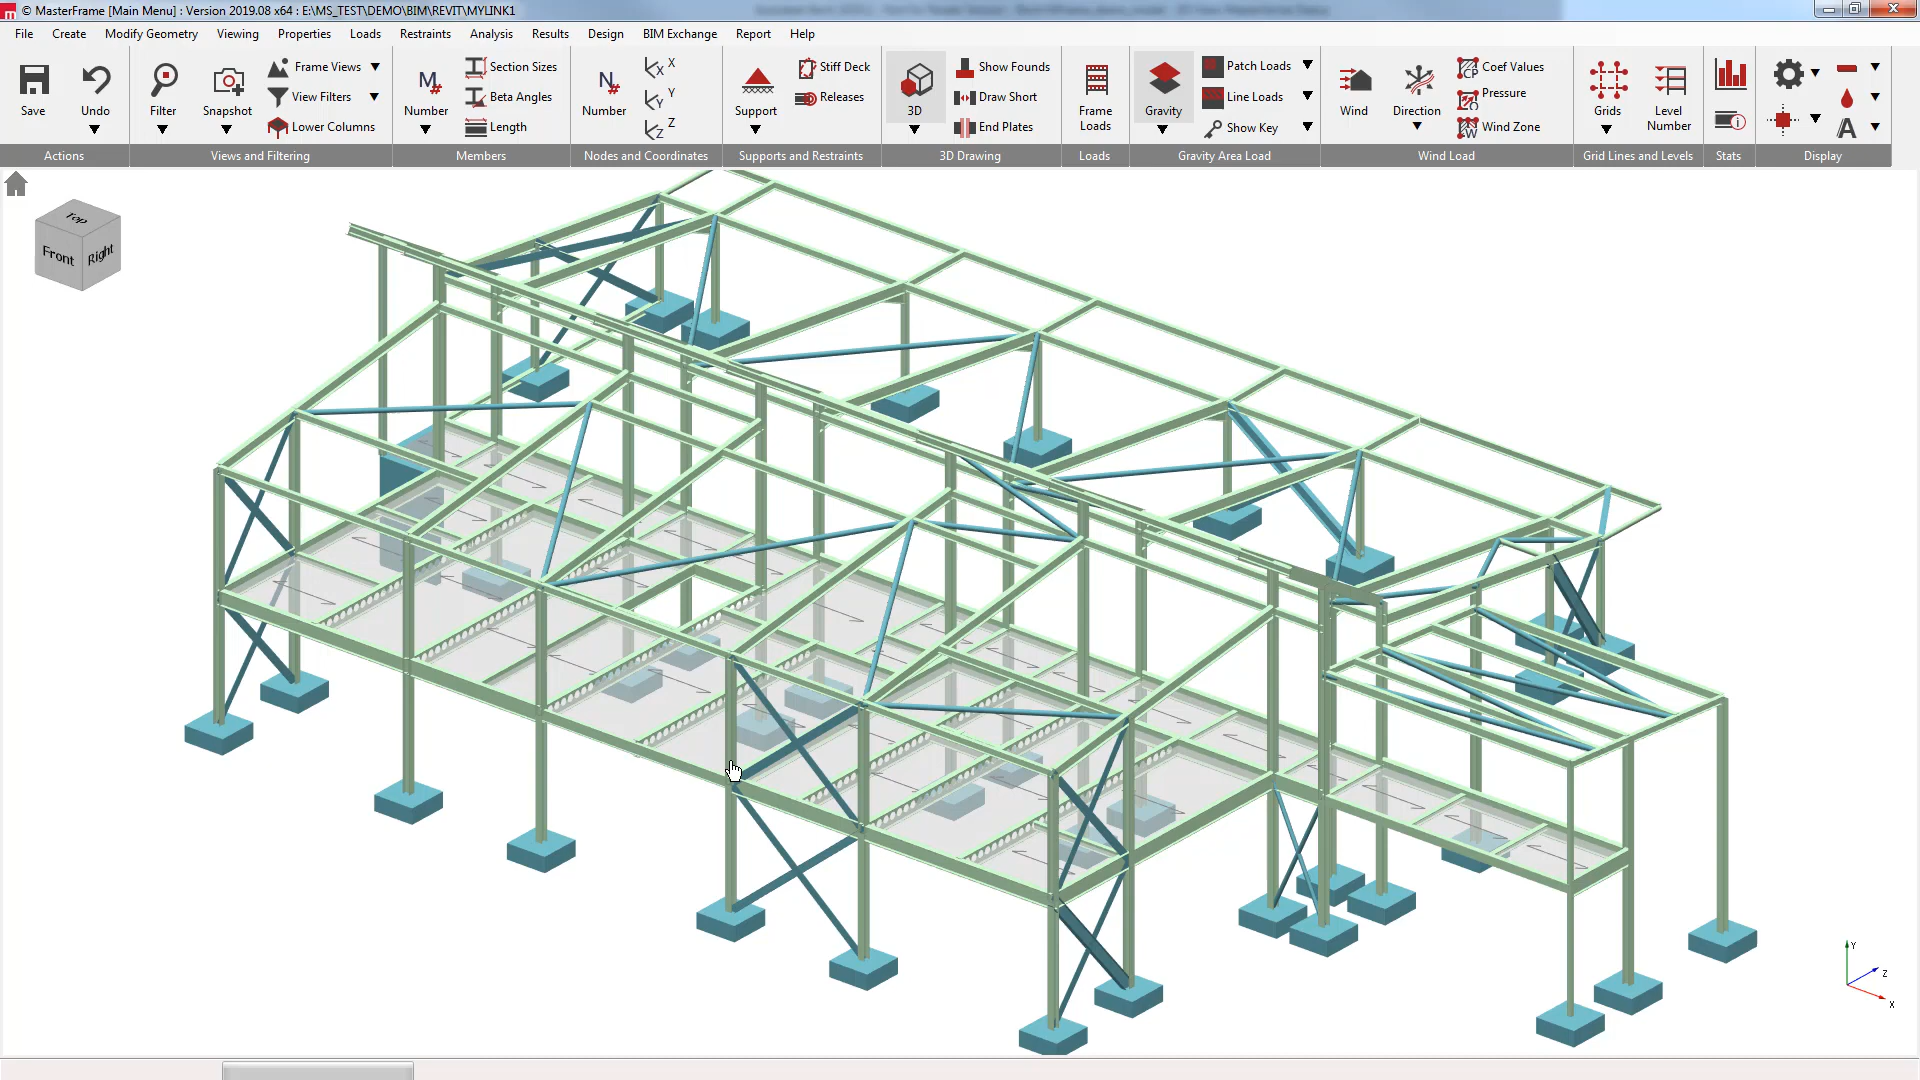 © MasterFrame [Main Menu] : Version 2019.08 x64 : E:\MS_TEST\DEMO\BIM\REVIT\MYLINK1
File Create Modify Geometry Viewing Properties Loads Restraints Analysis Results Design BIM Exchange Report Help
Save
Undo
Filter
Snapshot
Frame Views
View Filters
Lower Columns
M#
Number
Section Sizes
Beta Angles
Length
N#
Number
X X
Y Y
Z Z
Support
Stiff Deck
Releases
3D
Show Founds
Draw Short
End Plates
Frame
Loads
Gravity
Patch Loads
Line Loads
Show Key
Wind
Direction
CP Coef Values
Pressure
W Wind Zone
Grids
Level
Number
A
Actions
Views and Filtering
Members
Nodes and Coordinates
Supports and Restraints
3D Drawing
Loads
Gravity Area Load
Wind Load
Grid Lines and Levels
Stats
Display
Top
Front
Right
Y
Z
X